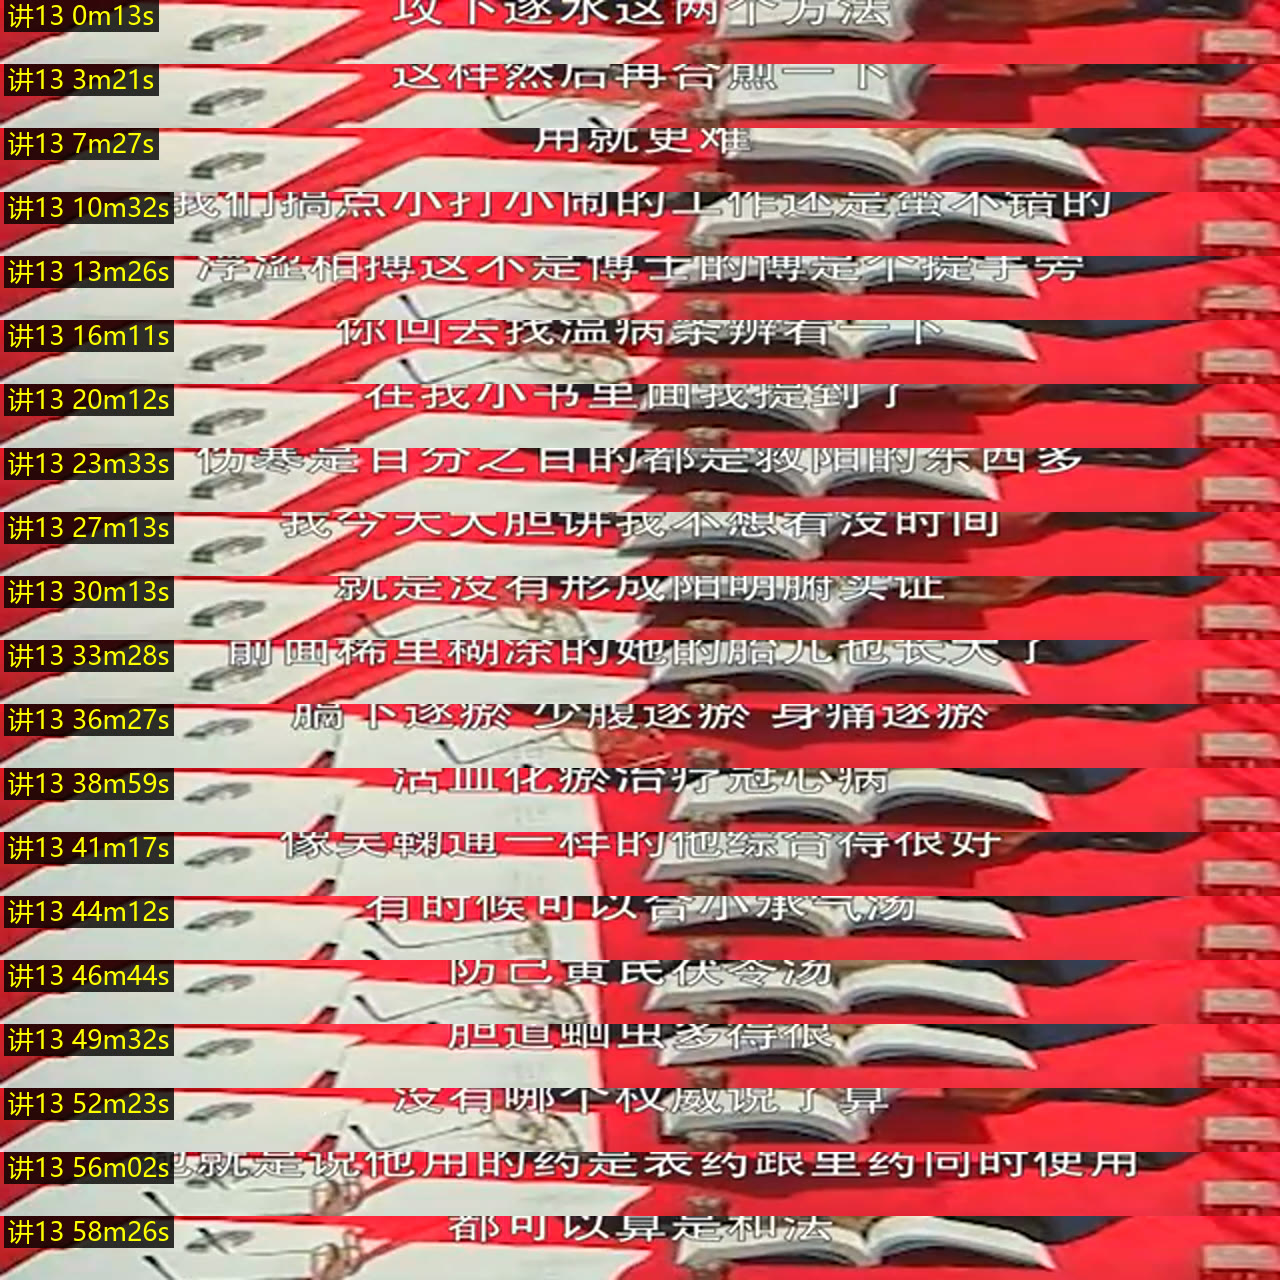 讲13 0m13s
攻下逐水这两个方法
讲13 3m21s
这样然后再合煎一下
讲13 7m27s
用就更难
讲13 10m32s
我们搞点小打小闹的工作还是蛮不错的
讲13 13m26s
浮涩相搏这不是博士的博是个提手旁
讲13 16m11s
你回去找温病条辨看一下
讲13 20m12s
在我小书里面我提到了
讲13 23m33s
伤寒是百分之百的都是救阳的东西多
讲13 27m13s
我今天大胆讲我不想看没时间
讲13 30m13s
就是没有形成阳明腑实证
讲13 33m28s
前面稀里糊涂的她的胎儿也长大了
讲13 36m27s
膈下逐瘀 少腹逐瘀 身痛逐瘀
讲13 38m59s
活血化瘀治疗冠心病
讲13 41m17s
像吴鞠通一样的他综合得很好
讲13 44m12s
有时候可以合小承气汤
讲13 46m44s
防己黄芪茯苓汤
讲13 49m32s
胆道蛔虫多得很
讲13 52m23s
没有哪个权威说了算
讲13 56m02s
也就是说他用的药是表药跟里药同时使用
讲13 58m26s
都可以算是和法